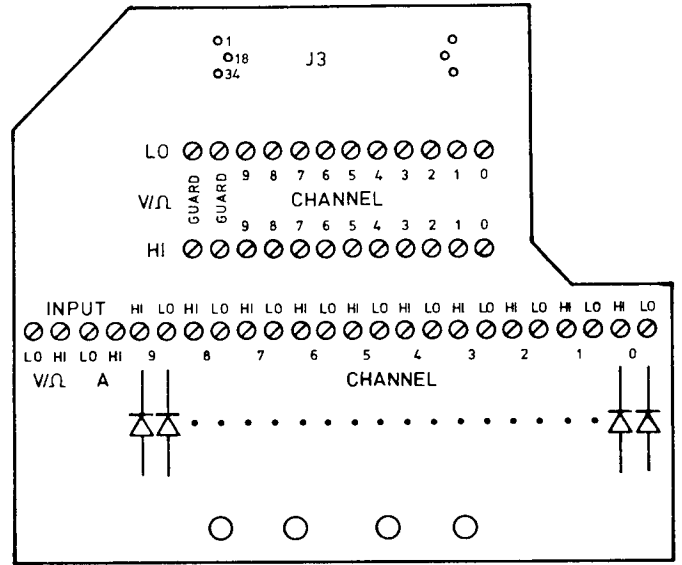 1
18 J3
34
LO
9 8 7 6 5 4 3 2 1 0
V/Ω GUARD GUARD CHANNEL
9 8 7 6 5 4 3 2 1 0
HI
INPUT HI LO HI LO HI LO HI LO HI LO HI LO HI LO HI LO HI LO HI LO
LO HI LO HI 9 8 7 6 5 4 3 2 1 0
V/Ω A CHANNEL